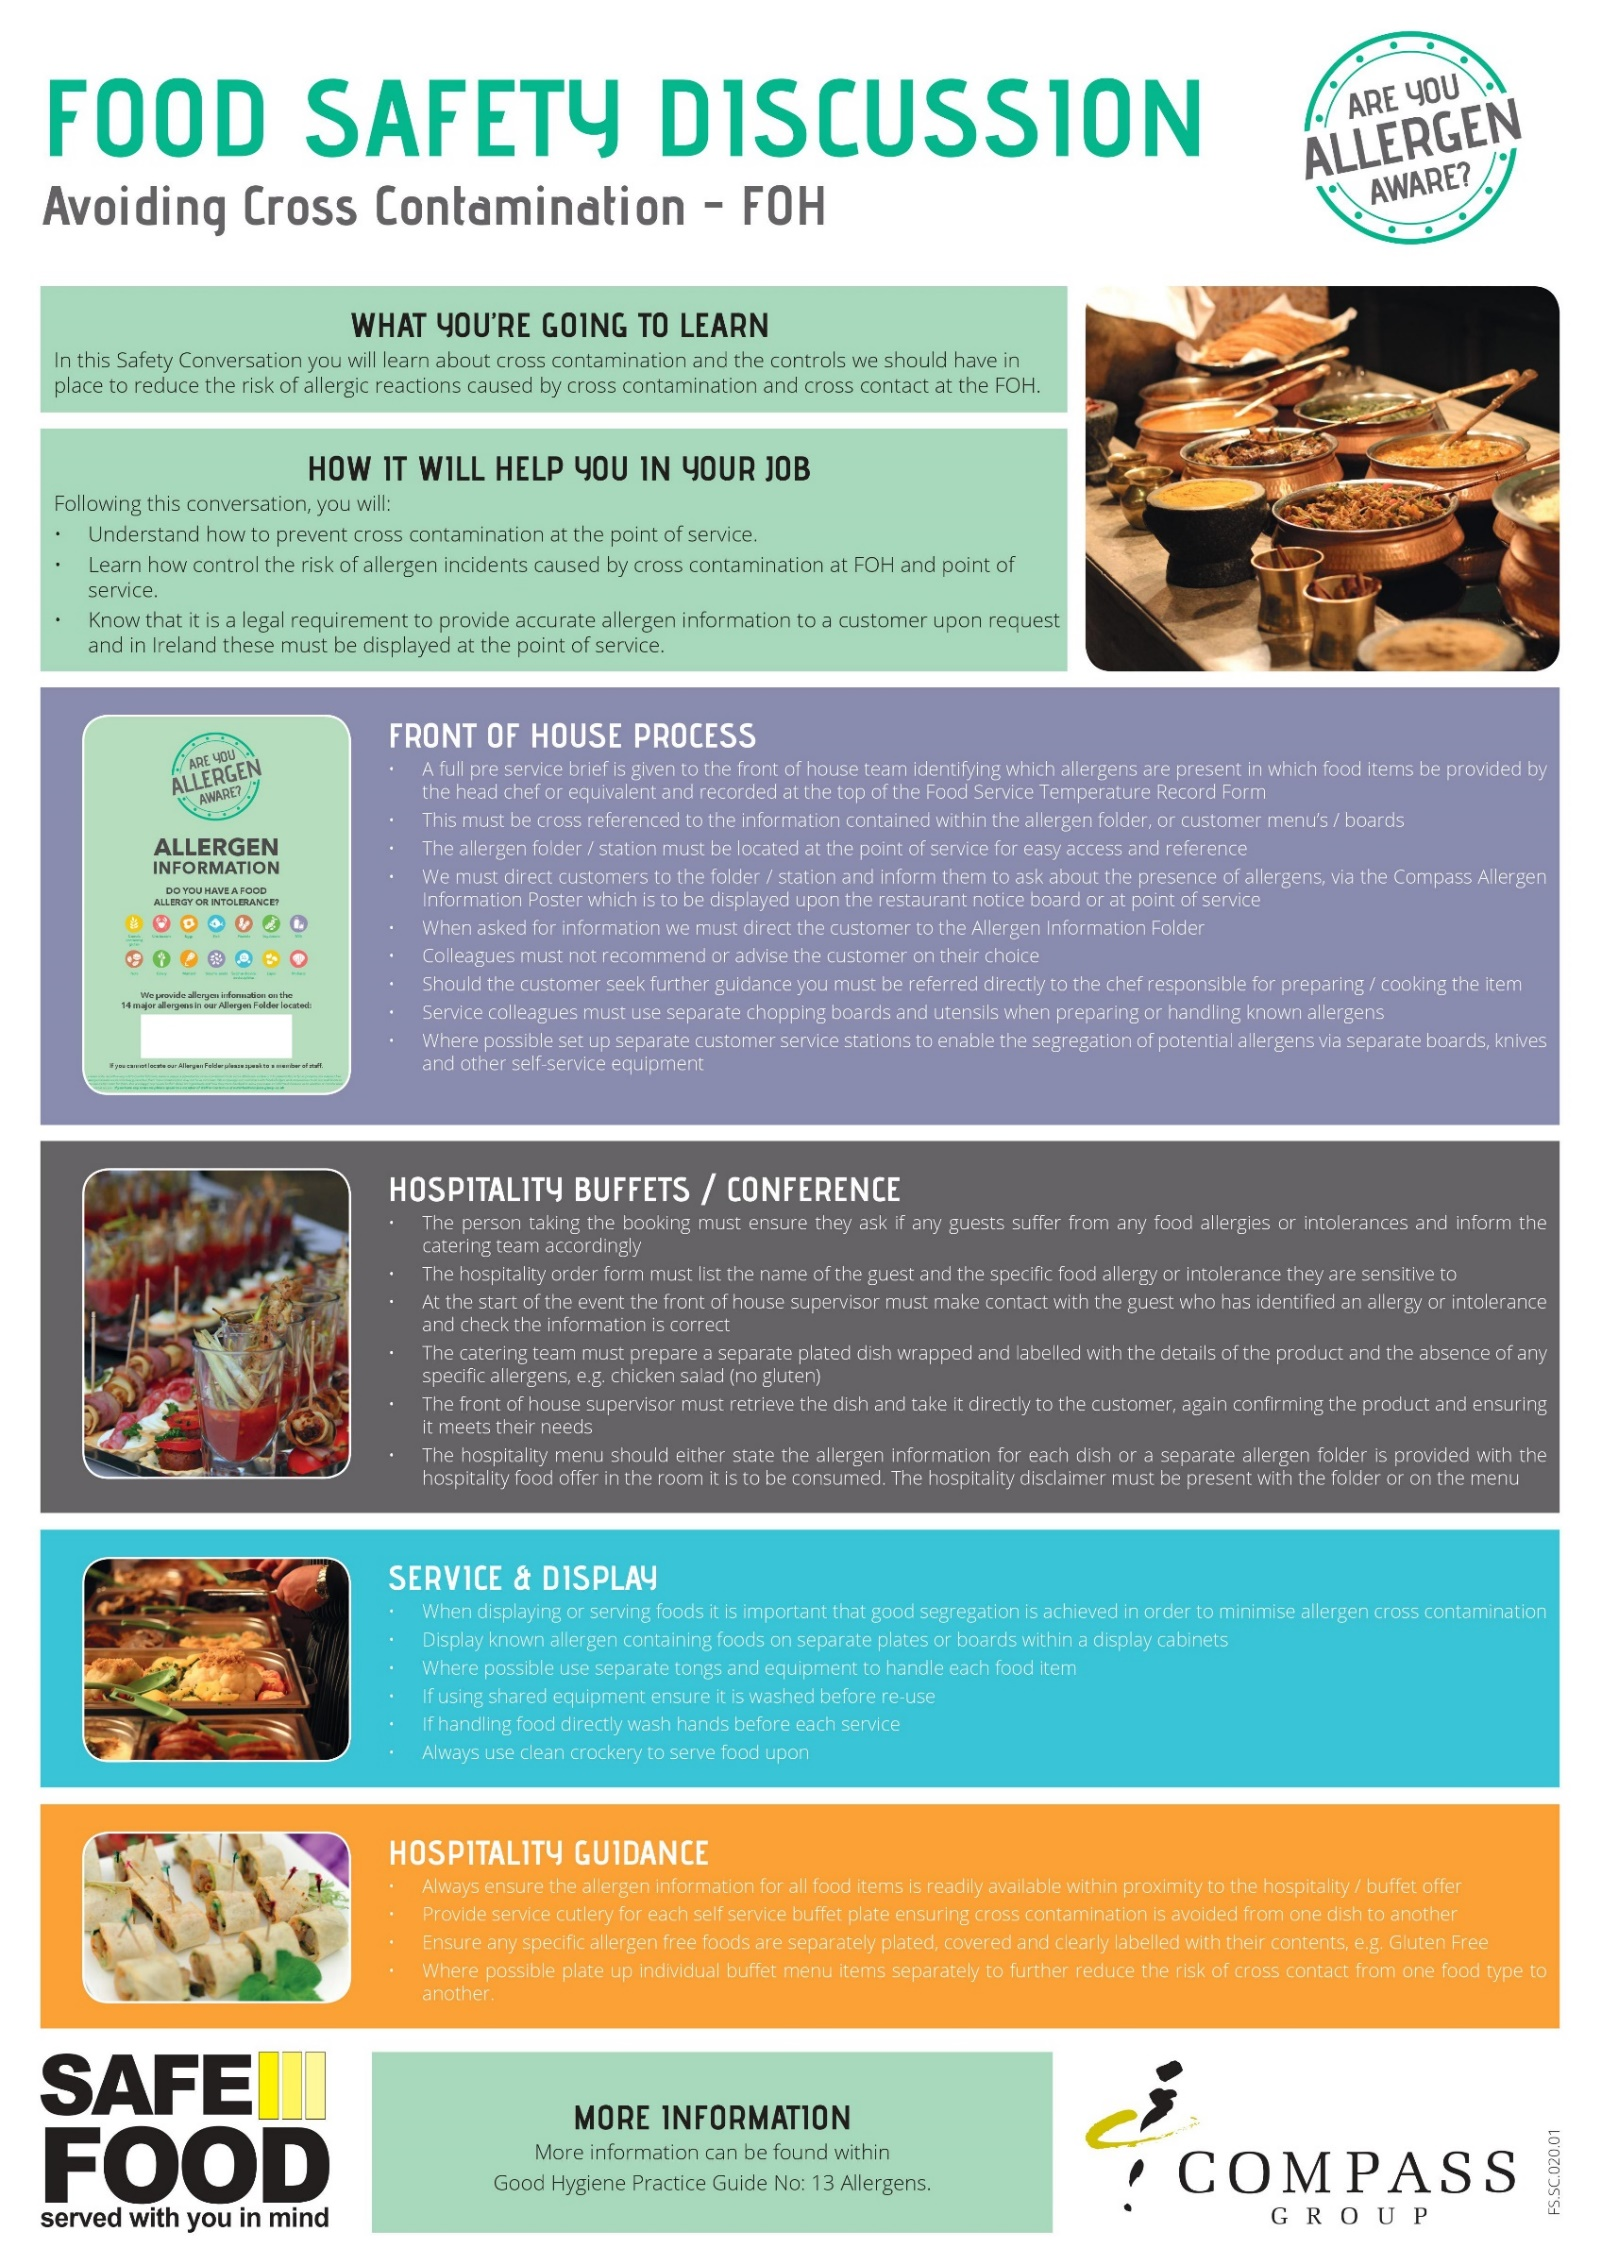 FOOD SAFETY DISCUSSION
Avoiding Cross Contamination - FOH
ARE YOU
ALLERGEN
AWARE?
WHAT YOU'RE GOING TO LEARN
In this Safety Conversation you will learn about cross contamination and the controls we should have in
place to reduce the risk of allergic reactions caused by cross contamination and cross contact at the FOH.
HOW IT WILL HELP YOU IN YOUR JOB
Following this conversation, you will:
• Understand how to prevent cross contamination at the point of service.
• Learn how control the risk of allergen incidents caused by cross contamination at FOH and point of
service.
• Know that it is a legal requirement to provide accurate allergen information to a customer upon request
and in Ireland these must be displayed at the point of service.
ARE YOU
ALLERGEN
AWARE?
ALLERGEN
INFORMATION
DO YOU HAVE A FOOD
ALLERGY OR INTOLERANCE?
We provide allergen information on the
14 major allergens in our Allergen Folder located:
If you cannot locate our Allergen Folder please speak to a member of staff.
FRONT OF HOUSE PROCESS
• A full pre service brief is given to the front of house team identifying which allergens are present in which food items be provided by
the head chef or equivalent and recorded at the top of the Food Service Temperature Record Form
• This must be cross referenced to the information contained within the allergen folder, or customer menu's / boards
• The allergen folder / station must be located at the point of service for easy access and reference
• We must direct customers to the folder / station and inform them to ask about the presence of allergens, via the Compass Allergen
Information Poster which is to be displayed upon the restaurant notice board or at point of service
• When asked for information we must direct the customer to the Allergen Information Folder
• Colleagues must not recommend or advise the customer on their choice
• Should the customer seek further guidance you must be referred directly to the chef responsible for preparing / cooking the item
• Service colleagues must use separate chopping boards and utensils when preparing or handling known allergens
• Where possible set up separate customer service stations to enable the segregation of potential allergens via separate boards, knives
and other self-service equipment
HOSPITALITY BUFFETS / CONFERENCE
• The person taking the booking must ensure they ask if any guests suffer from any food allergies or intolerances and inform the
catering team accordingly
• The hospitality order form must list the name of the guest and the specific food allergy or intolerance they are sensitive to
• At the start of the event the front of house supervisor must make contact with the guest who has identified an allergy or intolerance
and check the information is correct
• The catering team must prepare a separate plated dish wrapped and labelled with the details of the product and the absence of any
specific allergens, e.g. chicken salad (no gluten)
• The front of house supervisor must retrieve the dish and take it directly to the customer, again confirming the product and ensuring
it meets their needs
• The hospitality menu should either state the allergen information for each dish or a separate allergen folder is provided with the
hospitality food offer in the room it is to be consumed. The hospitality disclaimer must be present with the folder or on the menu
SERVICE & DISPLAY
• When displaying or serving foods it is important that good segregation is achieved in order to minimise allergen cross contamination
• Display known allergen containing foods on separate plates or boards within a display cabinets
• Where possible use separate tongs and equipment to handle each food item
• If using shared equipment ensure it is washed before re-use
• If handling food directly wash hands before each service
• Always use clean crockery to serve food upon
HOSPITALITY GUIDANCE
• Always ensure the allergen information for all food items is readily available within proximity to the hospitality / buffet offer
• Provide service cutlery for each self service buffet plate ensuring cross contamination is avoided from one dish to another
• Ensure any specific allergen free foods are separately plated, covered and clearly labelled with their contents, e.g. Gluten Free
• Where possible plate up individual buffet menu items separately to further reduce the risk of cross contact from one food type to
another.
SAFE
FOOD
served with you in mind
MORE INFORMATION
More information can be found within
Good Hygiene Practice Guide No: 13 Allergens.
COMPASS
GROUP
FS.SC.020.01